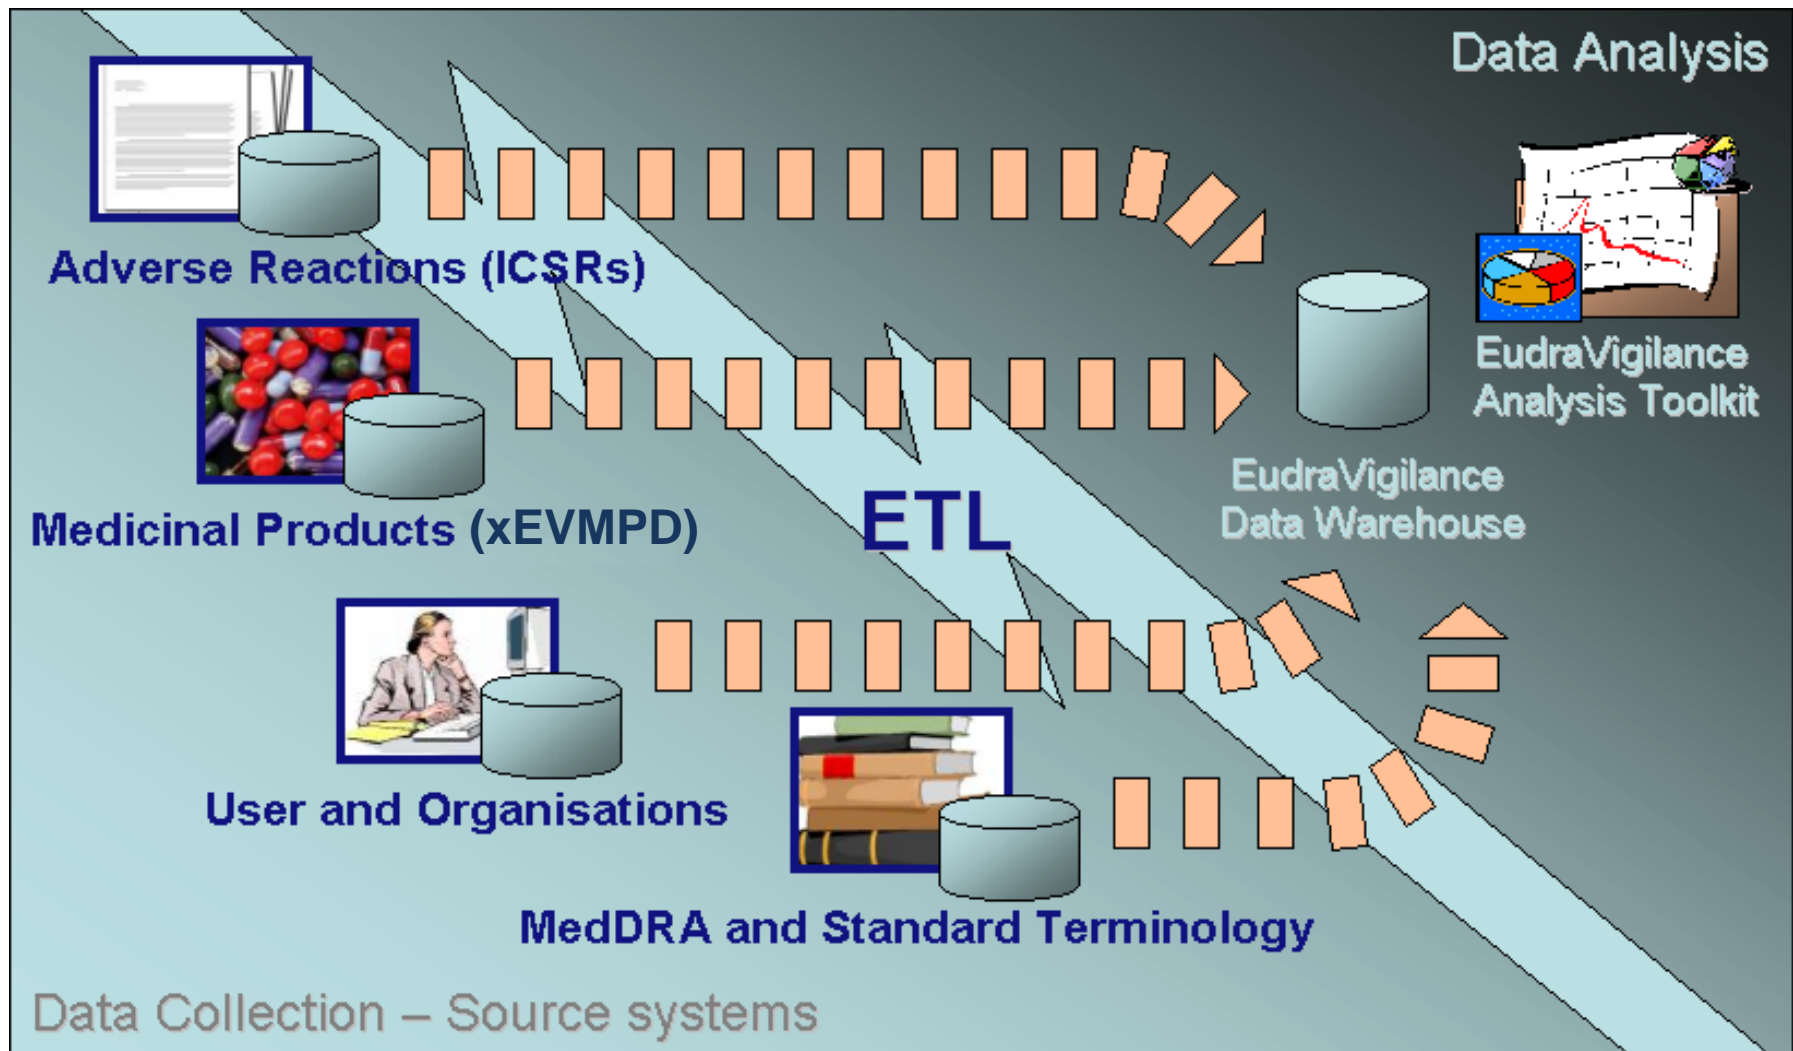 Data Analysis
Adverse Reactions (ICSRs)
EudraVigilance
Analysis Toolkit
Medicinal Products (xEVMPD)
ETL
EudraVigilance
Data Warehouse
User and Organisations
MedDRA and Standard Terminology
Data Collection – Source systems